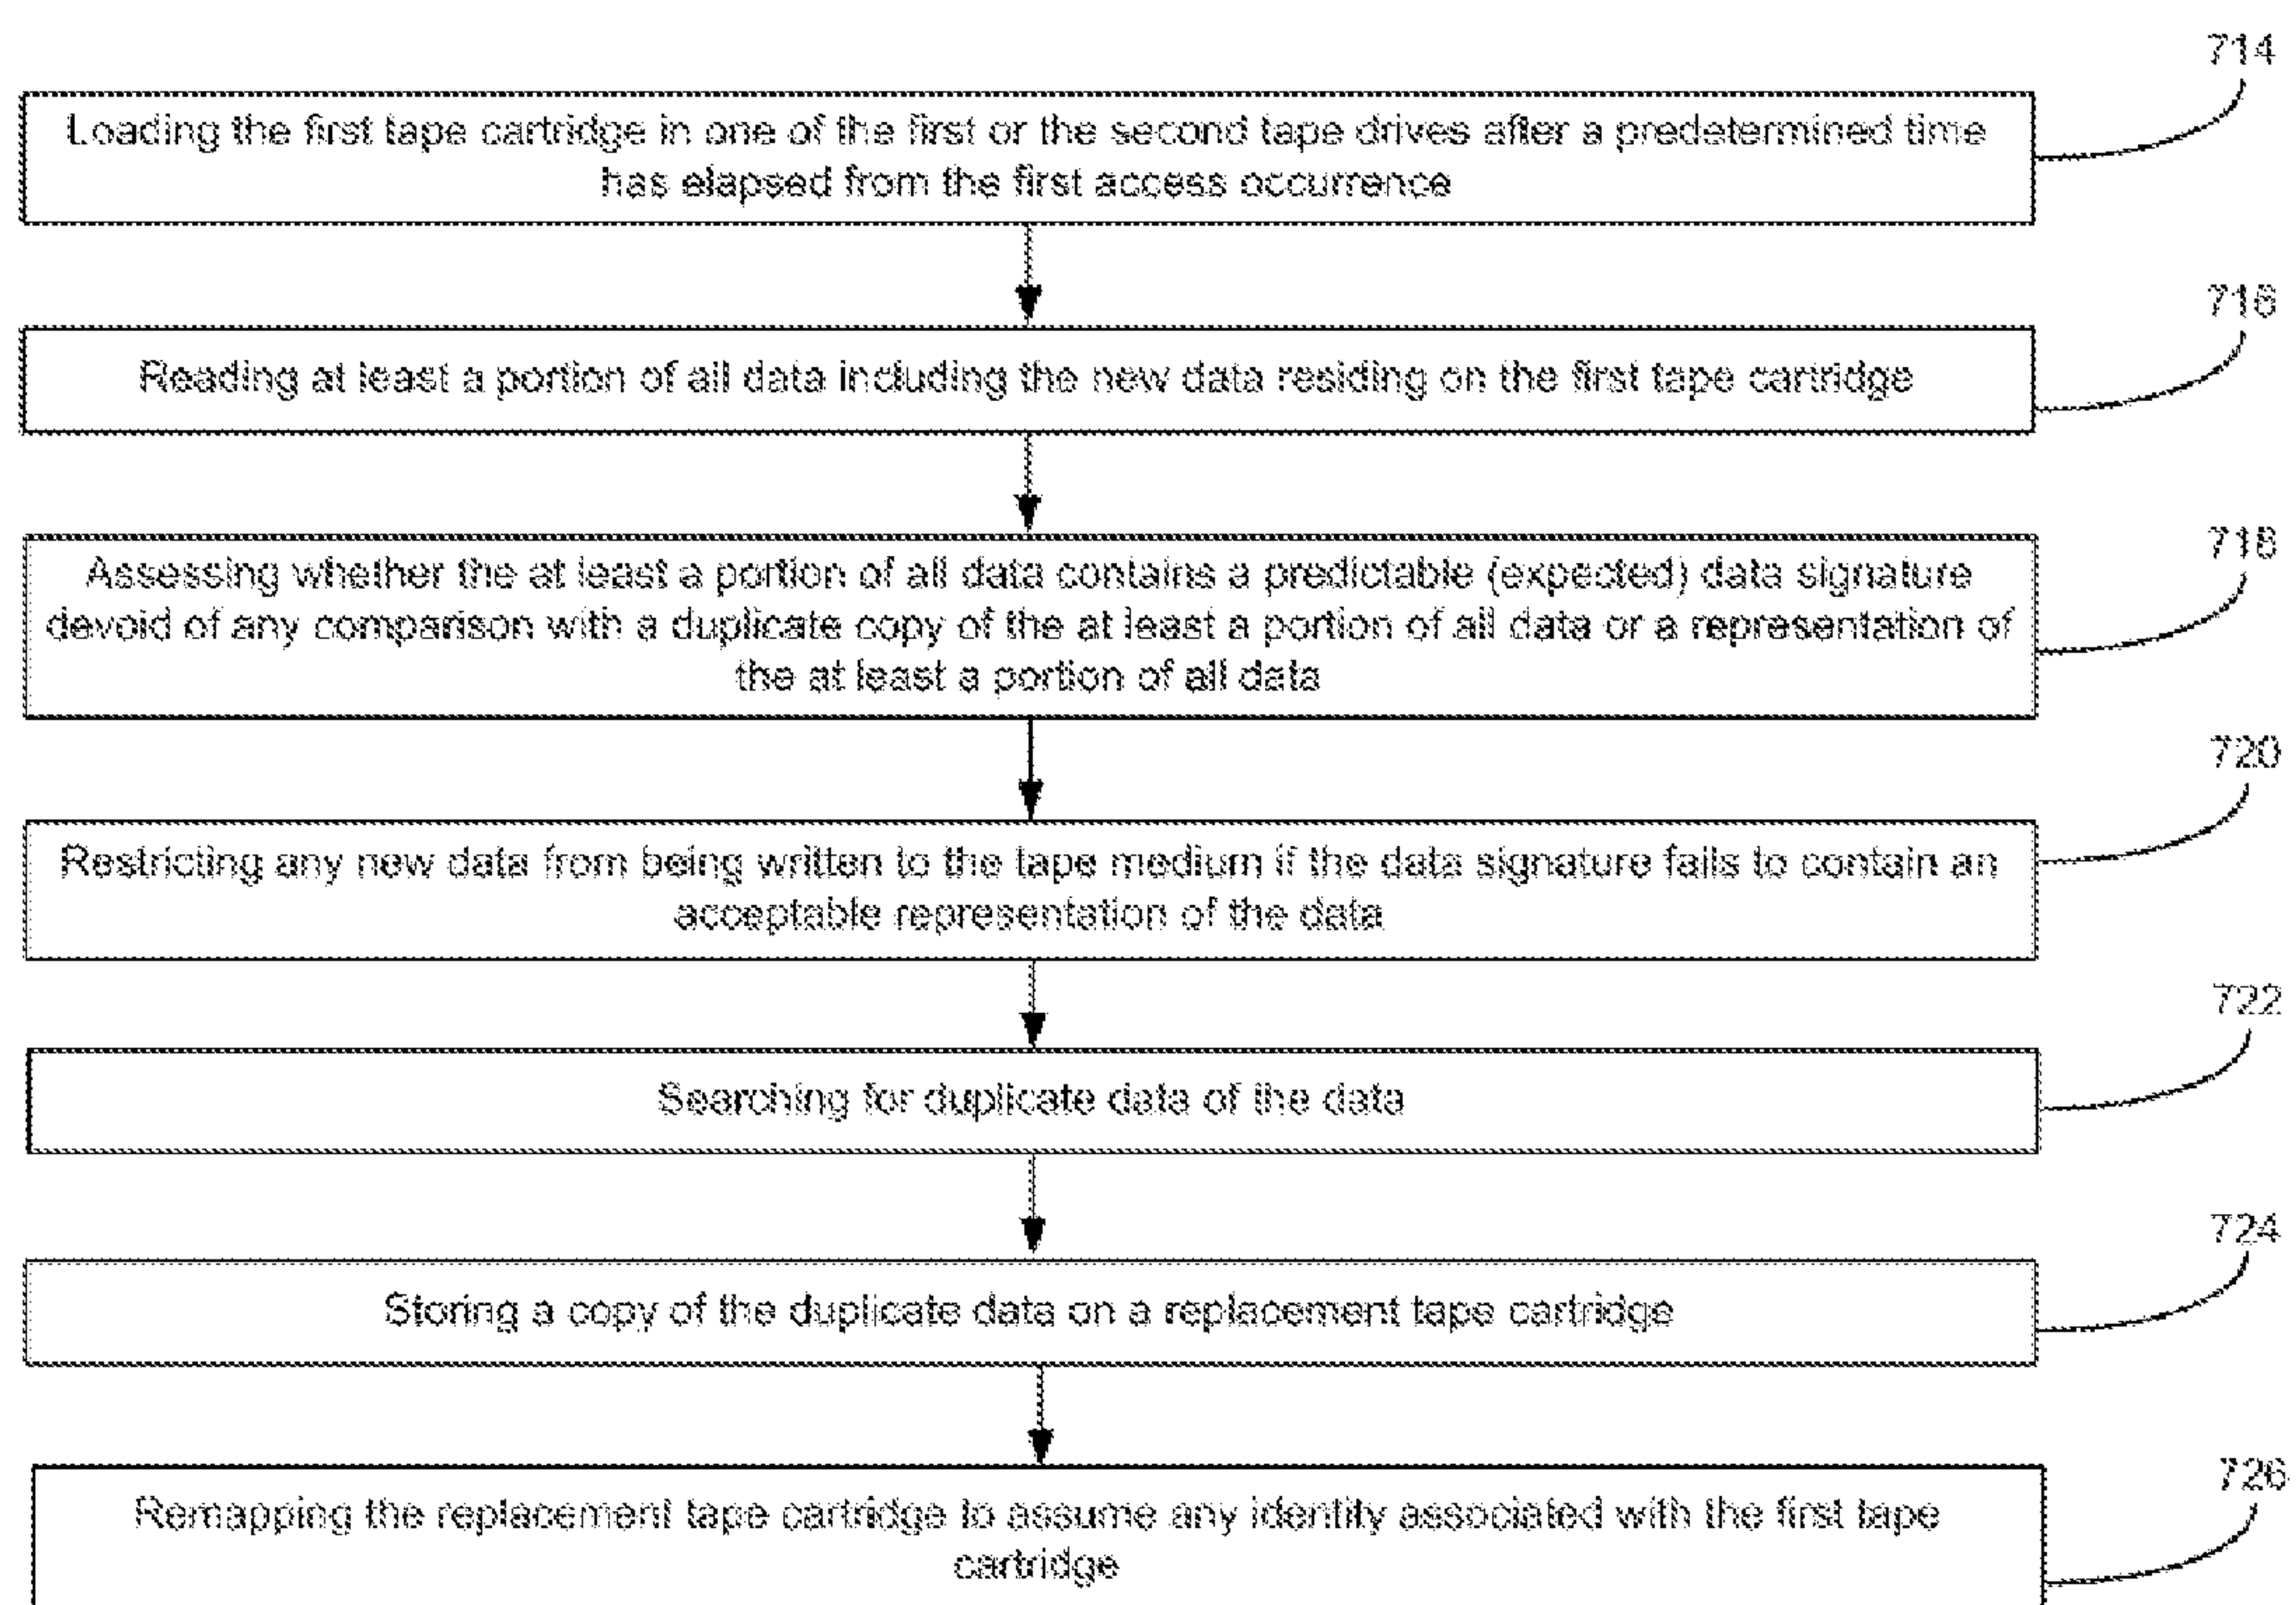 714
Loading the first tape cartridge in one of the first or the second tape drives after a predetermined time
has elapsed from the first access occurrence
716
Reading at least a portion of all data including the new data residing on the first tape cartridge
718
Assessing whether the at least a portion of all data contains a predictable (expected) data signature
devoid of any comparison with a duplicate copy of the at least a portion of all data or a representation of
the at least a portion of all data
720
Restricting any new data from being written to the tape medium if the data signature fails to contain an
acceptable representation of the data
722
Searching for duplicate data of the data
724
Storing a copy of the duplicate data on a replacement tape cartridge
726
Remapping the replacement tape cartridge to assume any identity associated with the first tape
cartridge